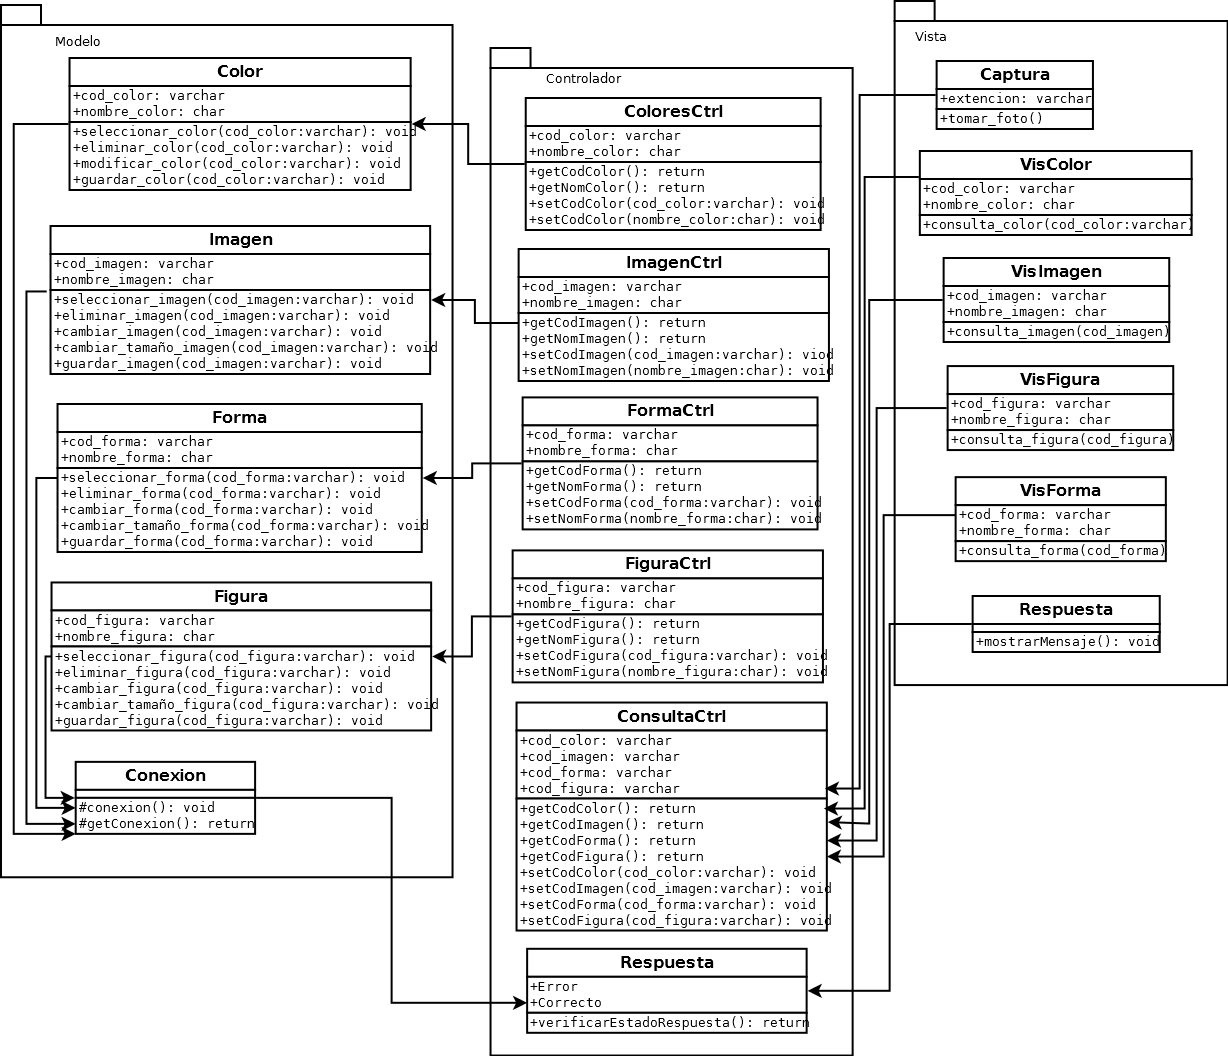 Modelo
Color
+cod_color: varchar
+nombre_color: char
+seleccionar_color(cod_color:varchar): void
+eliminar_color(cod_color:varchar): void
+modificar_color(cod_color:varchar): void
+guardar_color(cod_color:varchar): void
Imagen
+cod_imagen: varchar
+nombre_imagen: char
+seleccionar_imagen(cod_imagen:varchar): void
+eliminar_imagen(cod_imagen:varchar): void
+cambiar_imagen(cod_imagen:varchar): void
+cambiar_tamaño_imagen(cod_imagen:varchar): void
+guardar_imagen(cod_imagen:varchar): void
Forma
+cod_forma: varchar
+nombre_forma: char
+seleccionar_forma(cod_forma:varchar): void
+eliminar_forma(cod_forma:varchar): void
+cambiar_forma(cod_forma:varchar): void
+cambiar_tamaño_forma(cod_forma:varchar): void
+guardar_forma(cod_forma:varchar): void
Figura
+cod_figura: varchar
+nombre_figura: char
+seleccionar_figura(cod_figura:varchar): void
+eliminar_figura(cod_figura:varchar): void
+cambiar_figura(cod_figura:varchar): void
+cambiar_tamaño_figura(cod_figura:varchar): void
+guardar_figura(cod_figura:varchar): void
Conexion
#conexion(): void
#getConexion(): return
Controlador
ColoresCtrl
+cod_color: varchar
+nombre_color: char
+getCodColor(): return
+getNomColor(): return
+setCodColor(cod_color:varchar): void
+setCodColor(nombre_color:char): void
ImagenCtrl
+cod_imagen: varchar
+nombre_imagen: char
+getCodImagen(): return
+getNomImagen(): return
+setCodImagen(cod_imagen:varchar): viod
+setNomImagen(nombre_imagen:char): void
FormaCtrl
+cod_forma: varchar
+nombre_forma: char
+getCodForma(): return
+getNomForma(): return
+setCodForma(cod_forma:varchar): void
+setNomForma(nombre_forma:char): void
FiguraCtrl
+cod_figura: varchar
+nombre_figura: char
+getCodFigura(): return
+getNomFigura(): return
+setCodFigura(cod_figura:varchar): void
+setNomFigura(nombre_figura:char): void
ConsultaCtrl
+cod_color: varchar
+cod_imagen: varchar
+cod_forma: varchar
+cod_figura: varchar
+getCodColor(): return
+getCodImagen(): return
+getCodForma(): return
+getCodFigura(): return
+setCodColor(cod_color:varchar): void
+setCodImagen(cod_imagen:varchar): void
+setCodForma(cod_forma:varchar): void
+setCodFigura(cod_figura:varchar): void
Respuesta
+Error
+Correcto
+verificarEstadoRespuesta(): return
Vista
Captura
+extencion: varchar
+tomar_foto()
VisColor
+cod_color: varchar
+nombre_color: char
+consulta_color(cod_color:varchar)
VisImagen
+cod_imagen: varchar
+nombre_imagen: char
+consulta_imagen(cod_imagen)
VisFigura
+cod_figura: varchar
+nombre_figura: char
+consulta_figura(cod_figura)
VisForma
+cod_forma: varchar
+nombre_forma: char
+consulta_forma(cod_forma)
Respuesta
+mostrarMensaje(): void